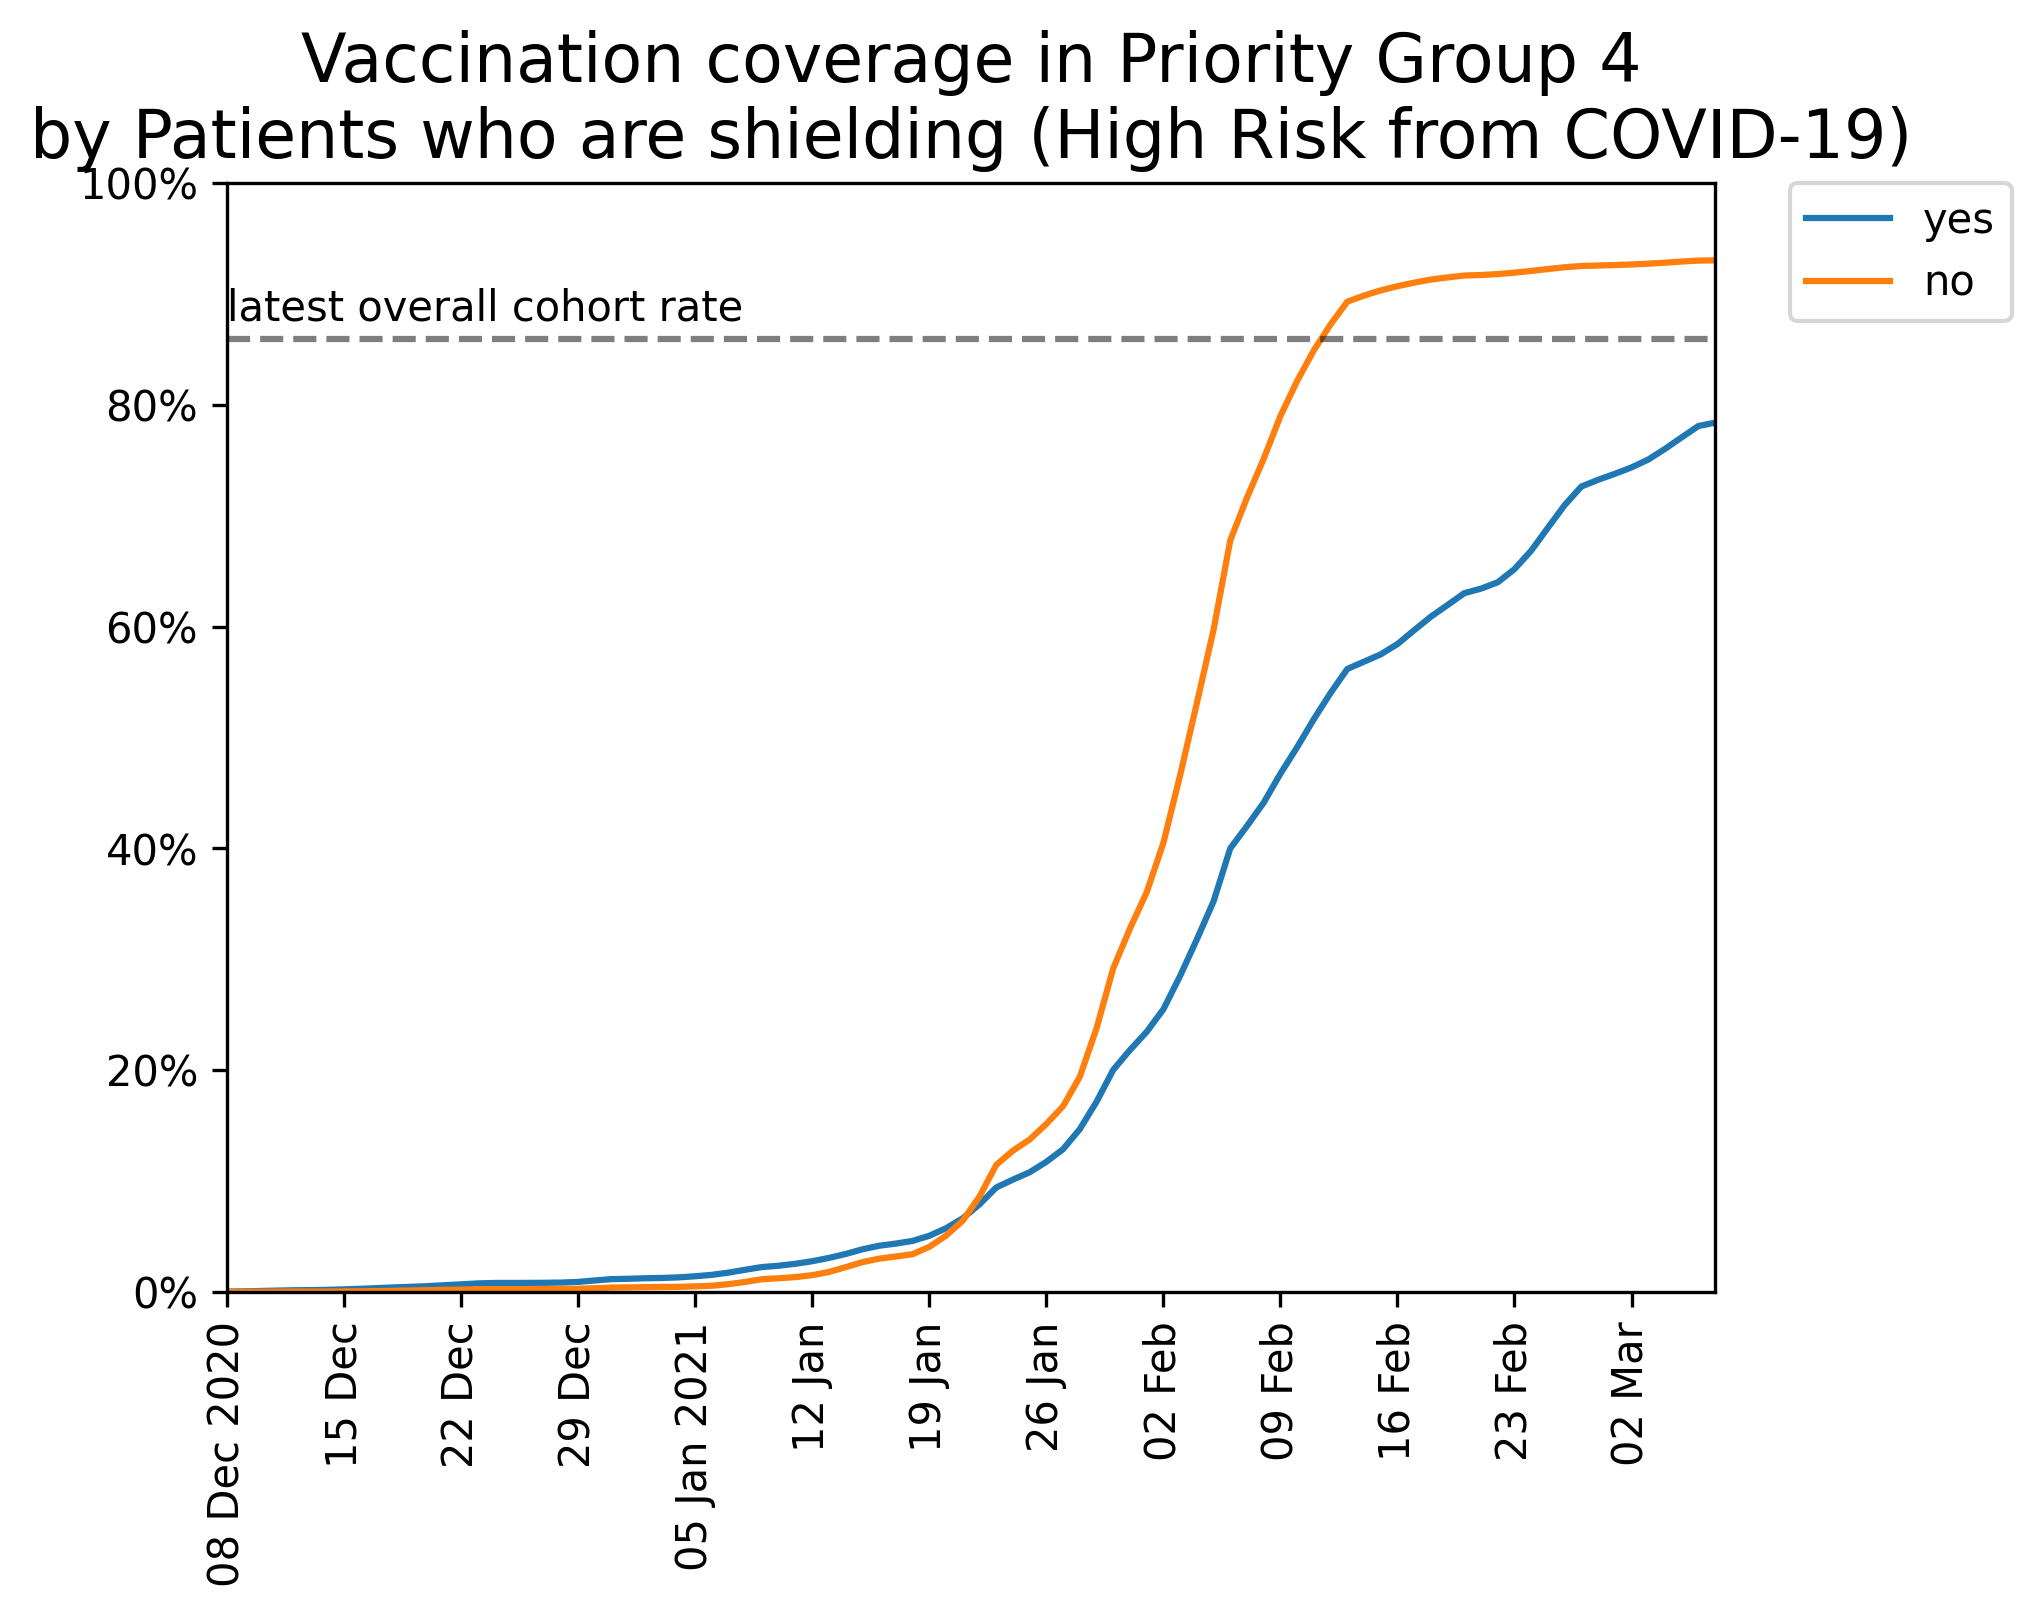 Vaccination coverage in Priority Group 4
by Patients who are shielding (High Risk from COVID-19)
100%
80%
60%
40%
20%
0%
latest overall cohort rate
yes
no
08 Dec 2020
15 Dec
22 Dec
29 Dec
05 Jan 2021
12 Jan
19 Jan
26 Jan
02 Feb
09 Feb
16 Feb
23 Feb
02 Mar